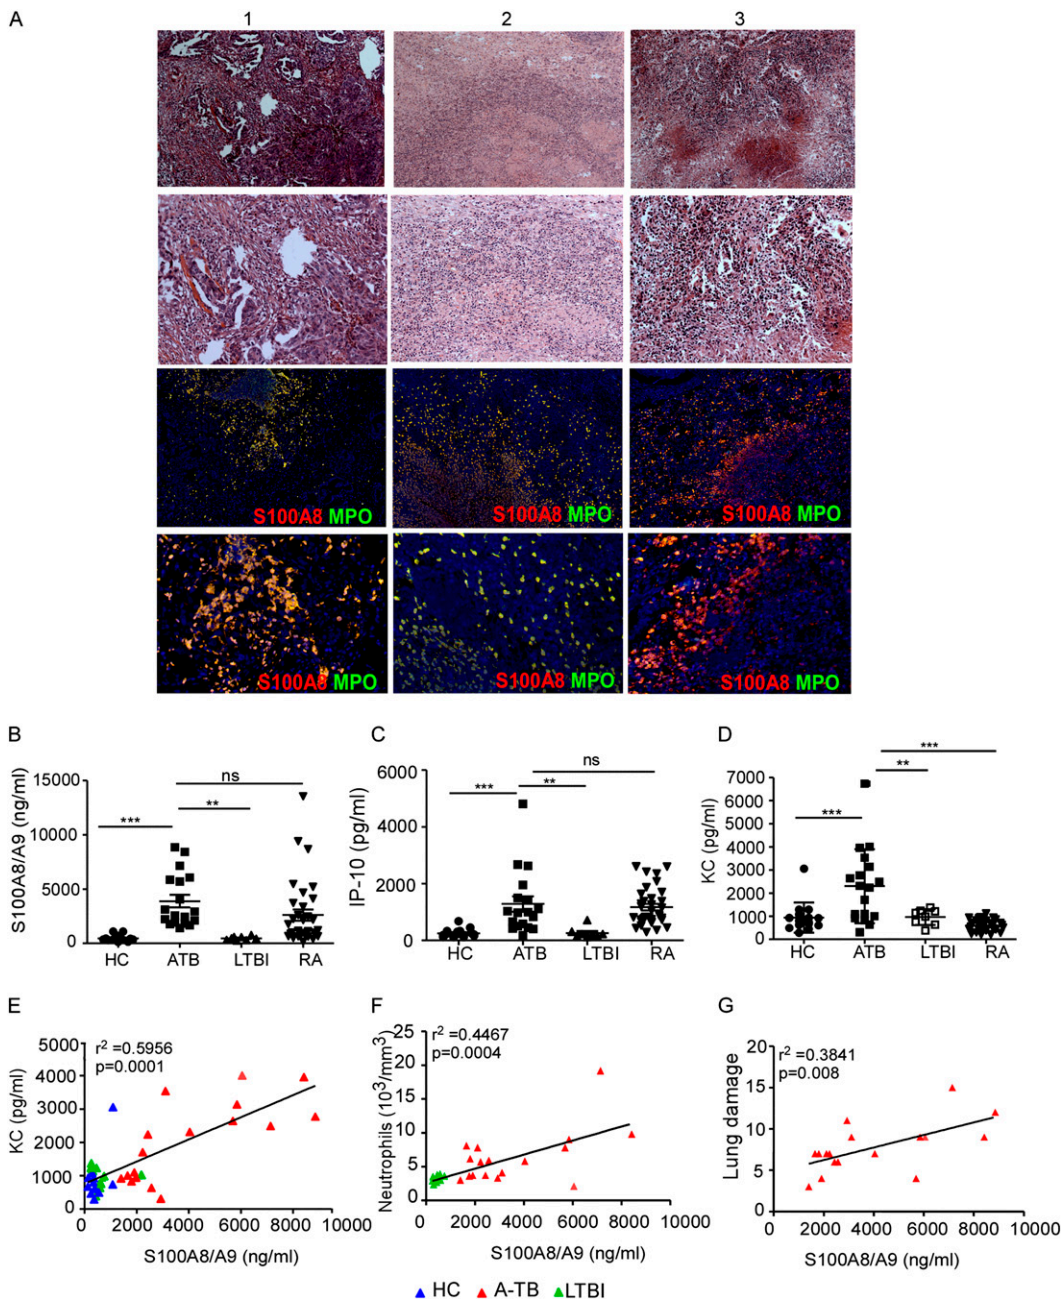 A
1 2 3
S100A8 MPO S100A8 MPO S100A8 MPO
S100A8 MPO S100A8 MPO S100A8 MPO
B
S100A8/A9 (ng/ml)
15000
10000
5000
0
***
**
ns
HC ATB LTBI RA
C
IP-10 (pg/ml)
6000
4000
2000
0
***
**
ns
HC ATB LTBI RA
D
KC (pg/ml)
7000
6000
5000
4000
3000
2000
1000
0
***
**
***
HC ATB LTBI RA
E
KC (pg/ml)
5000
4000
3000
2000
1000
0
r² =0.5956
p=0.0001
0 2000 4000 6000 8000 10000
S100A8/A9 (ng/ml)
F
Neutrophils (10³/mm³)
25
20
15
10
5
0
r² =0.4467
p=0.0004
0 2000 4000 6000 8000 10000
S100A8/A9 (ng/ml)
G
Lung damage
20
15
10
5
0
r² =0.3841
p=0.008
0 2000 4000 6000 8000 10000
S100A8/A9 (ng/ml)
HC A-TB LTBI